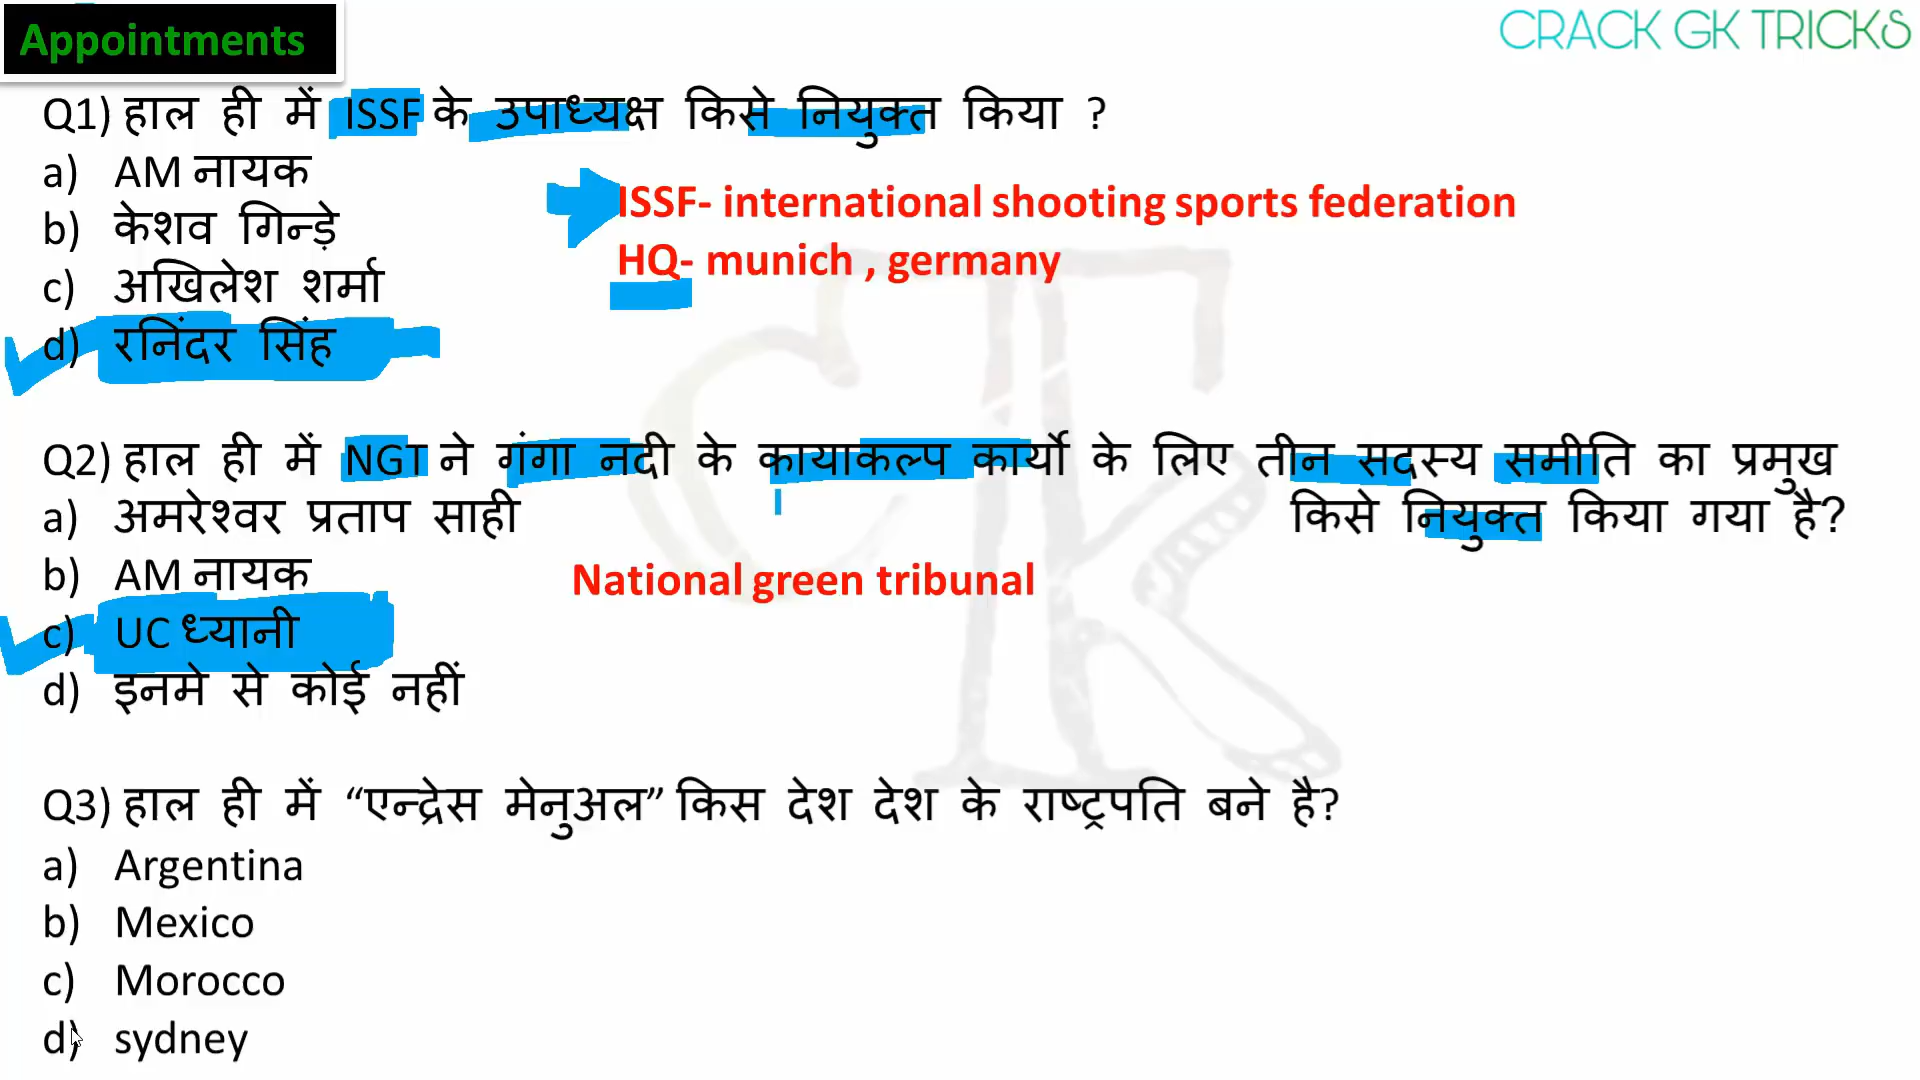 Appointments
CRACK GK TRICKS
Q1) हाल ही में ISSF के उपाध्यक्ष किसे नियुक्त किया ?
a) AM नायक
b) केशव गिन्ड़े
c) अखिलेश शर्मा
d) रनिंदर सिंह
ISSF- international shooting sports federation
HQ- munich , germany
Q2) हाल ही में NGT ने गंगा नदी के कायाकल्प कार्यो के लिए तीन सदस्य समीति का प्रमुख
किसे नियुक्त किया गया है?
a) अमरेश्वर प्रताप साही
b) AM नायक
c) UC ध्यानी
d) इनमे से कोई नहीं
National green tribunal
Q3) हाल ही में “एन्द्रेस मेनुअल” किस देश देश के राष्ट्रपति बने है?
a) Argentina
b) Mexico
c) Morocco
d) sydney